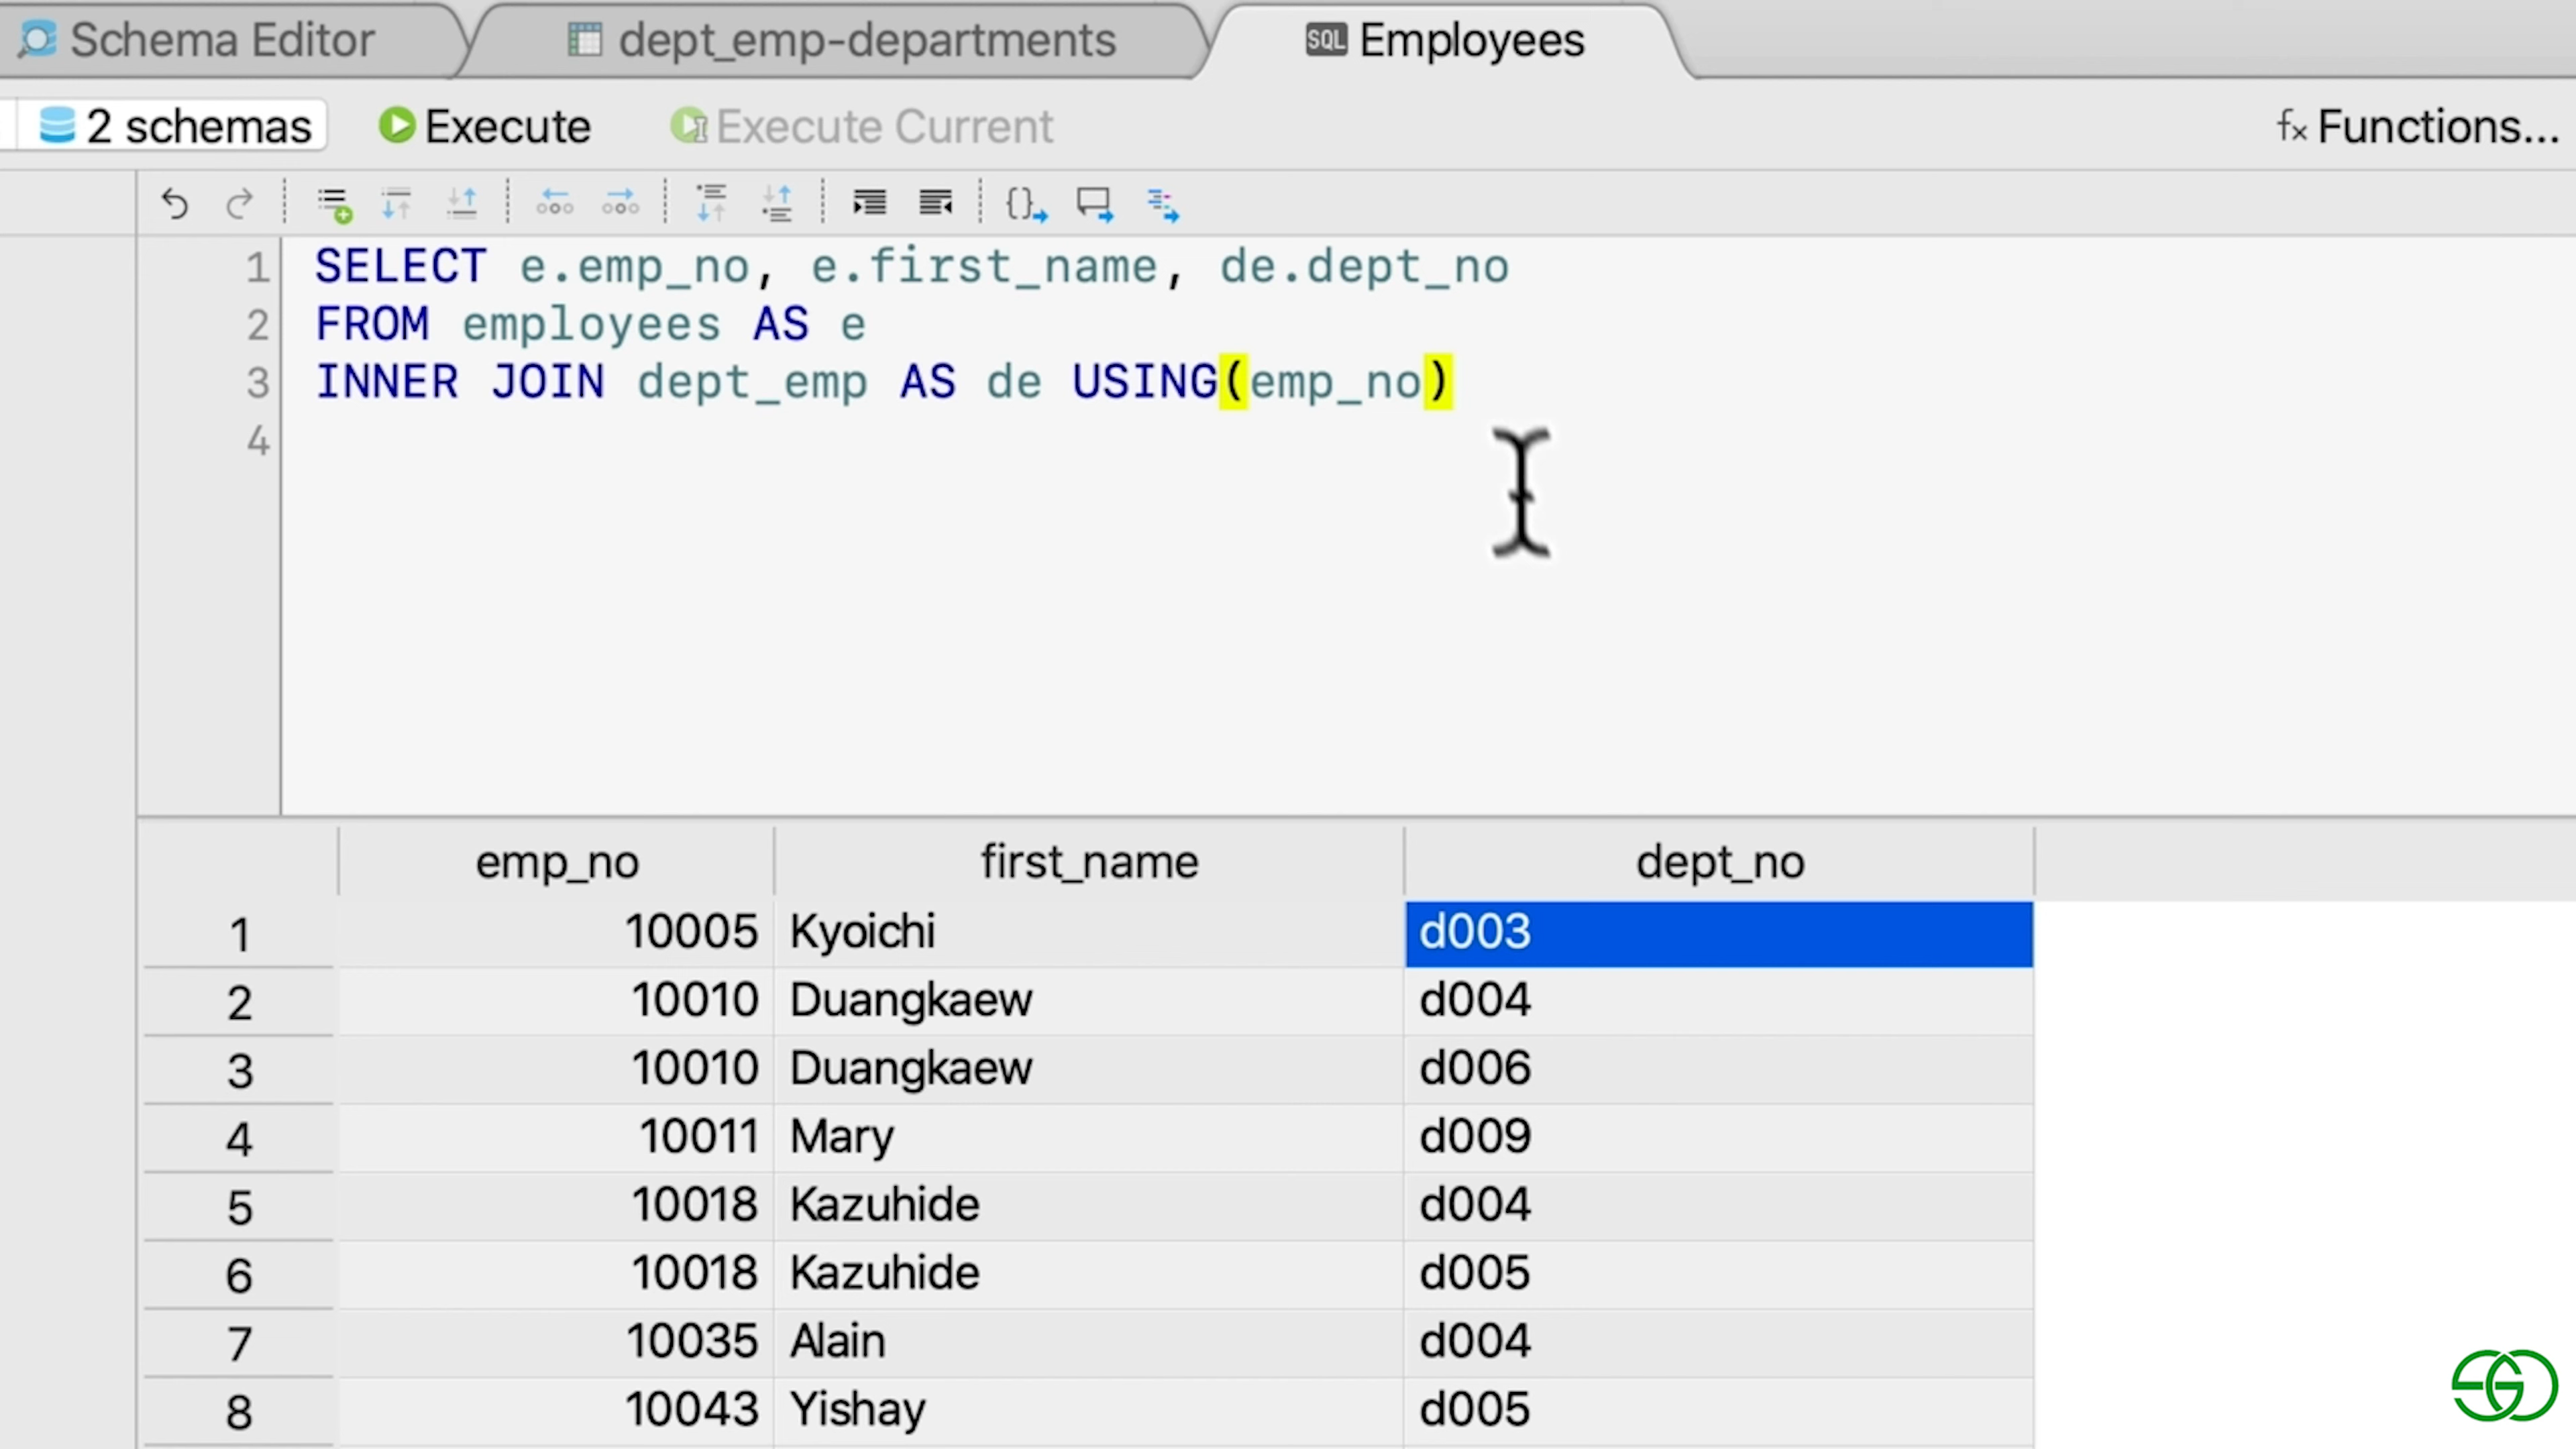 Schema Editor dept_emp-departments SQL Employees
2 schemas Execute Execute Current fx Functions...
1 SELECT e.emp_no, e.first_name, de.dept_no
2 FROM employees AS e
3 INNER JOIN dept_emp AS de USING(emp_no)
4
emp_no first_name dept_no
1 10005 Kyoichi d003
2 10010 Duangkaew d004
3 10010 Duangkaew d006
4 10011 Mary d009
5 10018 Kazuhide d004
6 10018 Kazuhide d005
7 10035 Alain d004
8 10043 Yishay d005